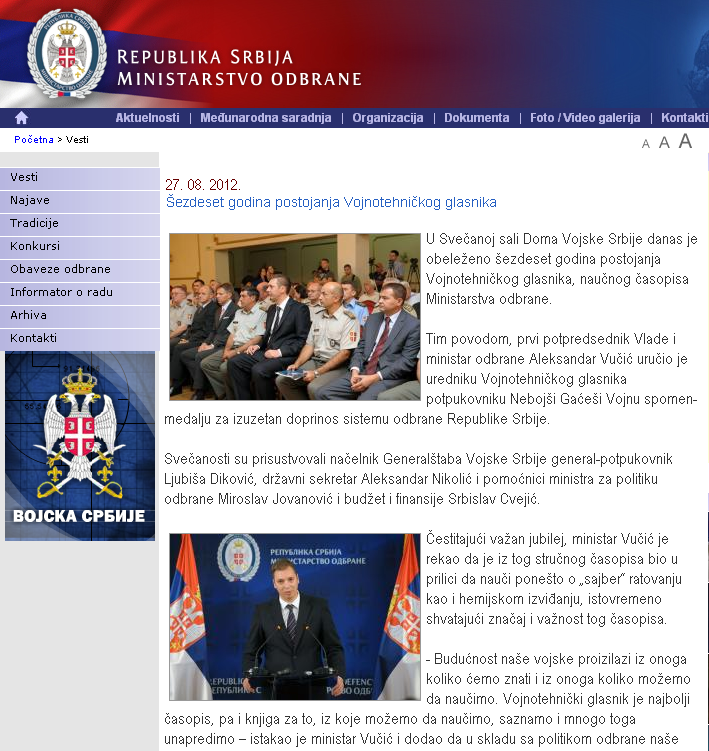 REPUBLIKA SRBIJA
MINISTARSTVO ODBRANE
Aktuelnosti | Međunarodna saradnja | Organizacija | Dokumenta | Foto / Video galerija | Kontakti
Početna > Vesti
A A A
Vesti
Najave
Tradicije
Konkursi
Obaveze odbrane
Informator o radu
Arhiva
Kontakti
ВОЈСКА СРБИЈЕ
27. 08. 2012.
Šezdeset godina postojanja Vojnotehničkog glasnika
U Svečanoj sali Doma Vojske Srbije danas je
obeleženo šezdeset godina postojanja
Vojnotehničkog glasnika, naučnog časopisa
Ministarstva odbrane.
Tim povodom, prvi potpredsednik Vlade i
ministar odbrane Aleksandar Vučić uručio je
uredniku Vojnotehničkog glasnika
potpukovniku Nebojši Gaćeši Vojnu spomen-
medalju za izuzetan doprinos sistemu odbrane Republike Srbije.
Svečanosti su prisustvovali načelnik Generalštaba Vojske Srbije general-potpukovnik
Ljubiša Diković, državni sekretar Aleksandar Nikolić i pomoćnici ministra za politiku
odbrane Miroslav Jovanović i budžet i finansije Srbislav Cvejić.
РЕПУБЛИКА СРБИЈА
МИНИСТАРСТВО ОДБРАНЕ
Čestitajući važan jubilej, ministar Vučić je
rekao da je iz tog stručnog časopisa bio u
prilici da nauči ponešto o „sajber“ ratovanju
kao i hemijskom izviđanju, istovremeno
shvatajući značaj i važnost tog časopisa.
- Budućnost naše vojske proizilazi iz onoga
koliko ćemo znati i iz onoga koliko možemo
da naučimo. Vojnotehnički glasnik je najbolji
časopis, pa i knjiga za to, iz koje možemo da naučimo, saznamo i mnogo toga
unapredimo – istakao je ministar Vučić i dodao da u skladu sa politikom odbrane naše